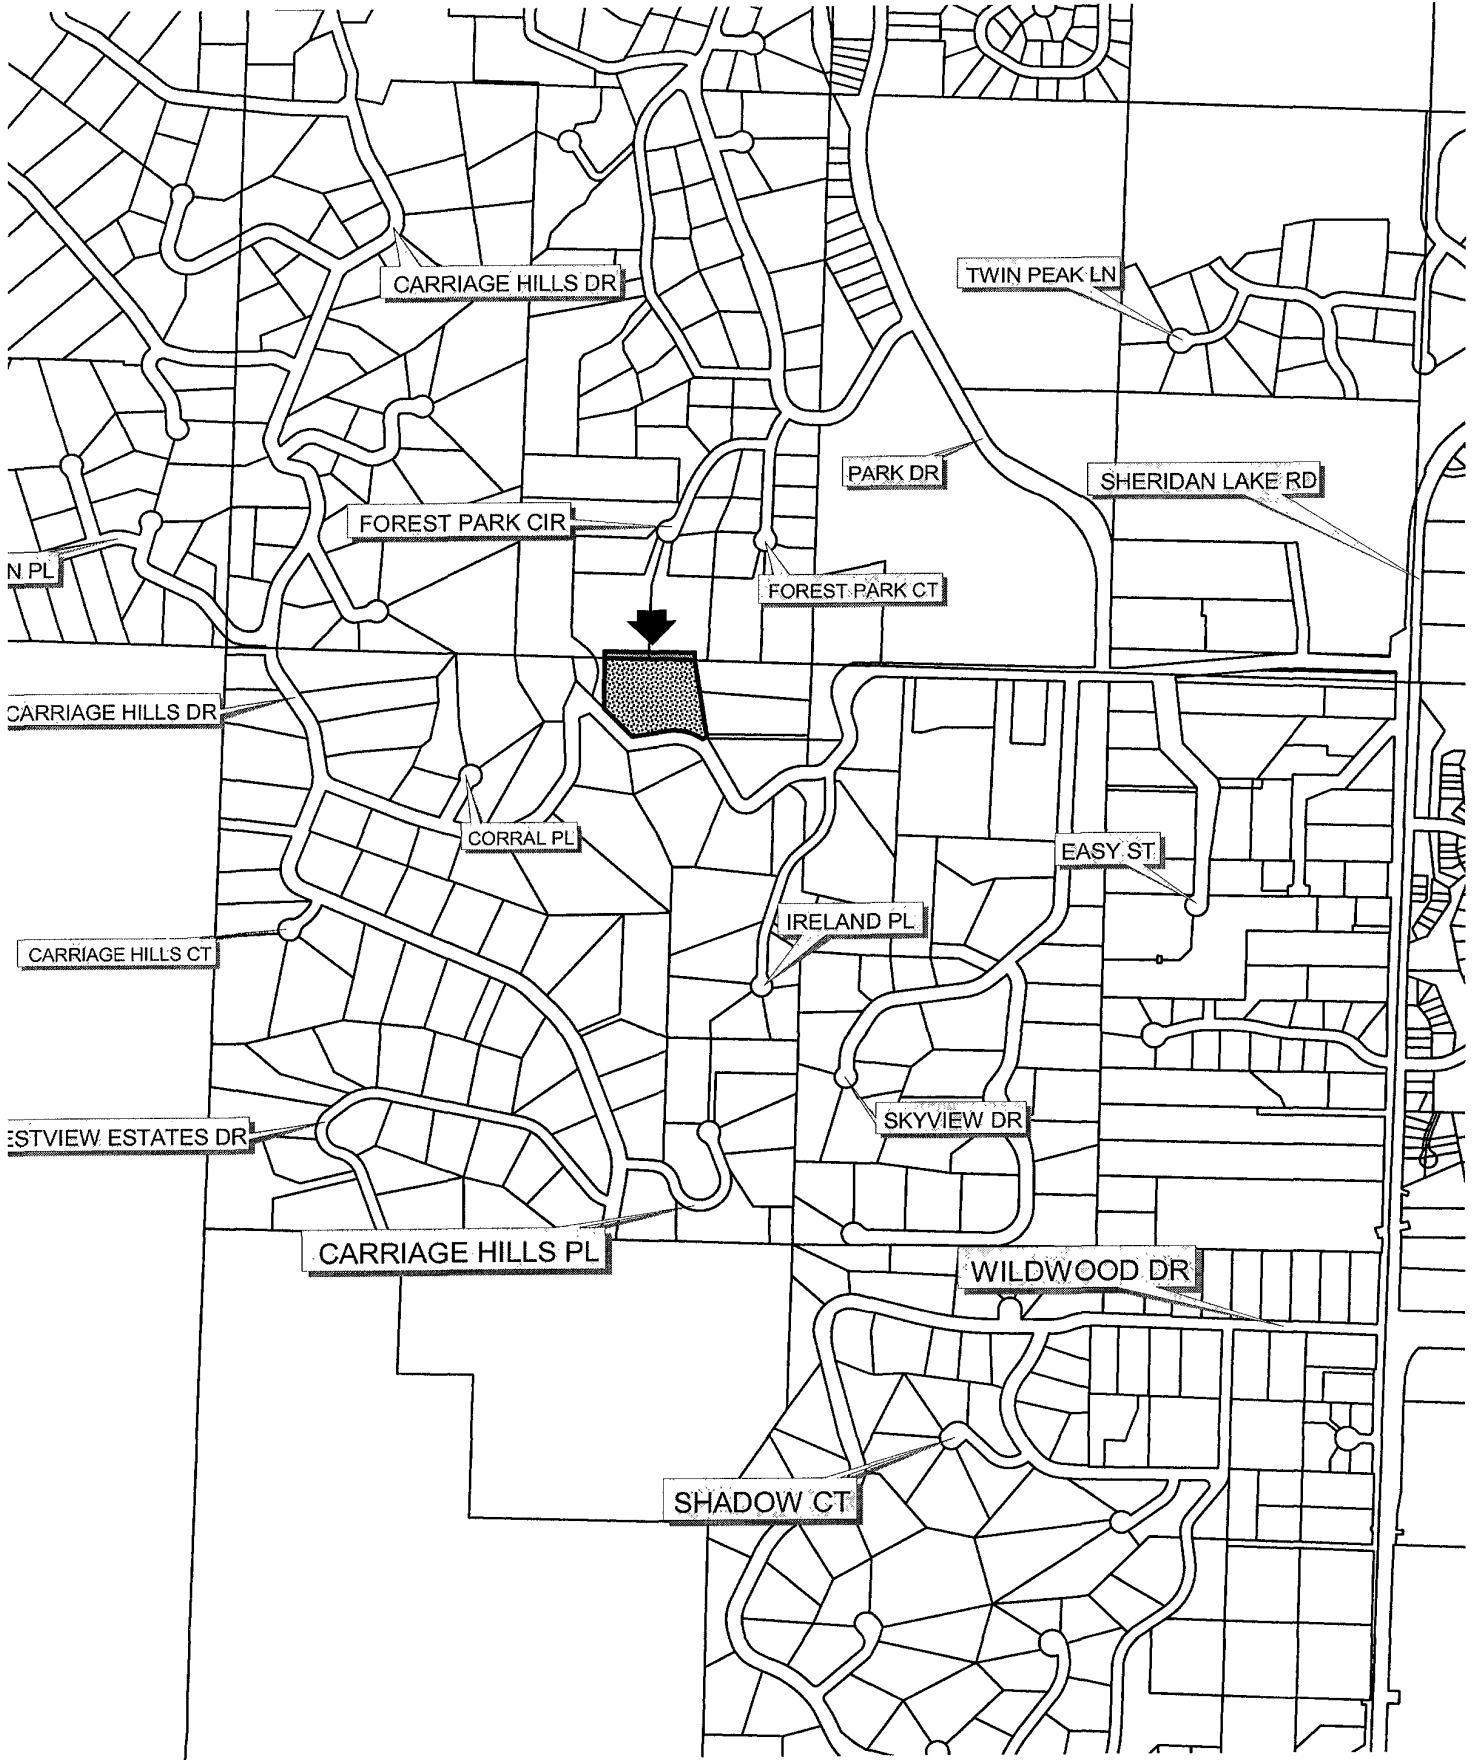 CARRIAGE HILLS DR
TWIN PEAK LN
PARK DR
SHERIDAN LAKE RD
FOREST PARK CIR
N PL
FOREST PARK CT
CARRIAGE HILLS DR
CORRAL PL
EASY ST
IRELAND PL
CARRIAGE HILLS CT
SKYVIEW DR
ESTVIEW ESTATES DR
CARRIAGE HILLS PL
WILDWOOD DR
SHADOW CT